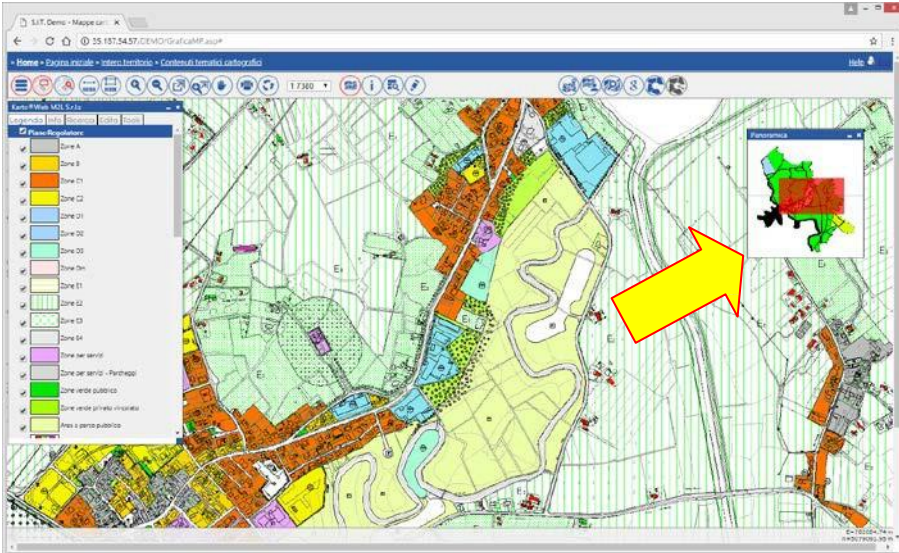 S.I.T. Demo - Mappe cart
35.187.54.57/DEMO/GraficaMP.asp#
» Home » Pagina iniziale » Intero territorio » Contenuti tematici cartografici
Help
1:7380
Karto®Web M2L S.r.l.s
Legenda Info Ricerca Edita Tools
Panoramica
Piano Regolatore
Zone A
Zone B
Zone C1
Zone C2
Zone D1
Zone D2
Zone D3
Zone Dm
Zone E1
Zone E2
Zone E3
Zone E4
Zone per servizi
Zone per servizi - Parcheggi
Zone verde pubblico
Zone verde privato vincolato
Area a parco pubblico